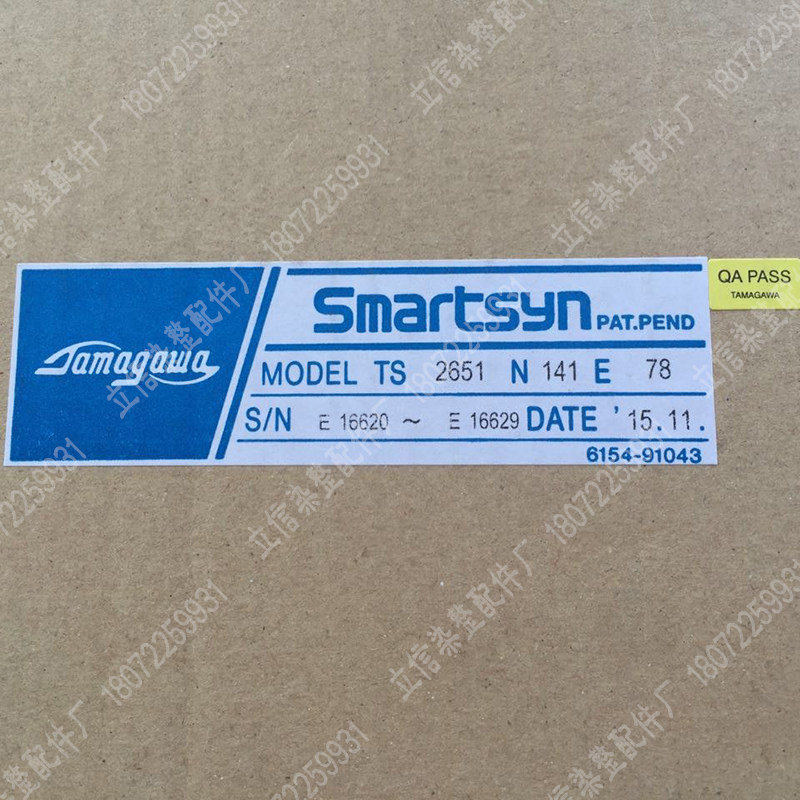 Tamagawa
Smartsyn PAT.PEND
MODEL TS 2651 N 141 E 78
S/N E 16620 ~ E 16629 DATE '15.11.
6154-91043
QA PASS
TAMAGAWA
立信染整配件厂 18072259931